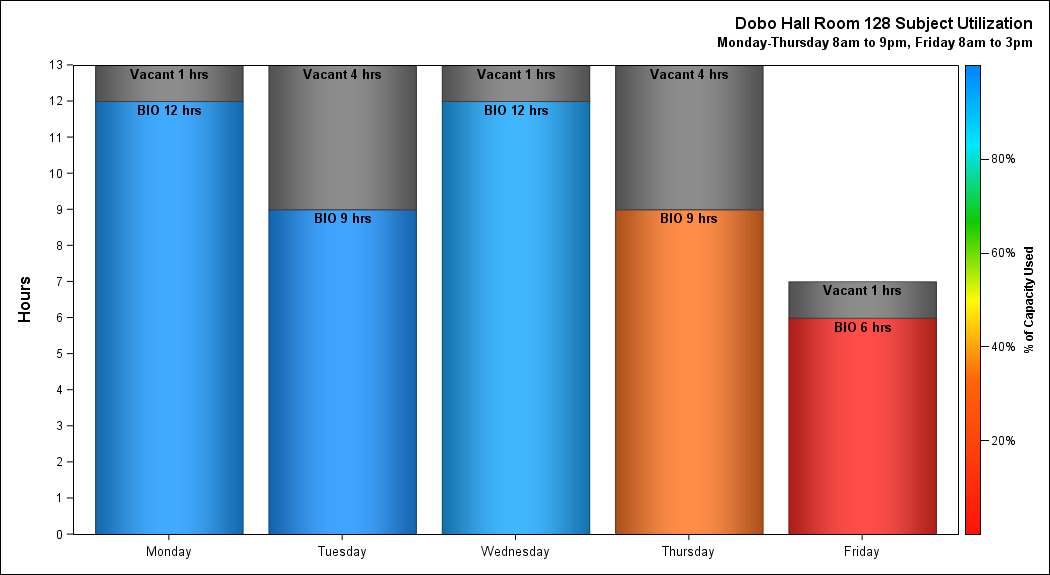 Dobo Hall Room 128 Subject Utilization
Monday-Thursday 8am to 9pm, Friday 8am to 3pm
Hours
13
12
11
10
9
8
7
6
5
4
3
2
1
0
Vacant 1 hrs
BIO 12 hrs
Vacant 4 hrs
BIO 9 hrs
Vacant 1 hrs
BIO 12 hrs
Vacant 4 hrs
BIO 9 hrs
Vacant 1 hrs
BIO 6 hrs
Monday
Tuesday
Wednesday
Thursday
Friday
80%
60%
40%
20%
% of Capacity Used